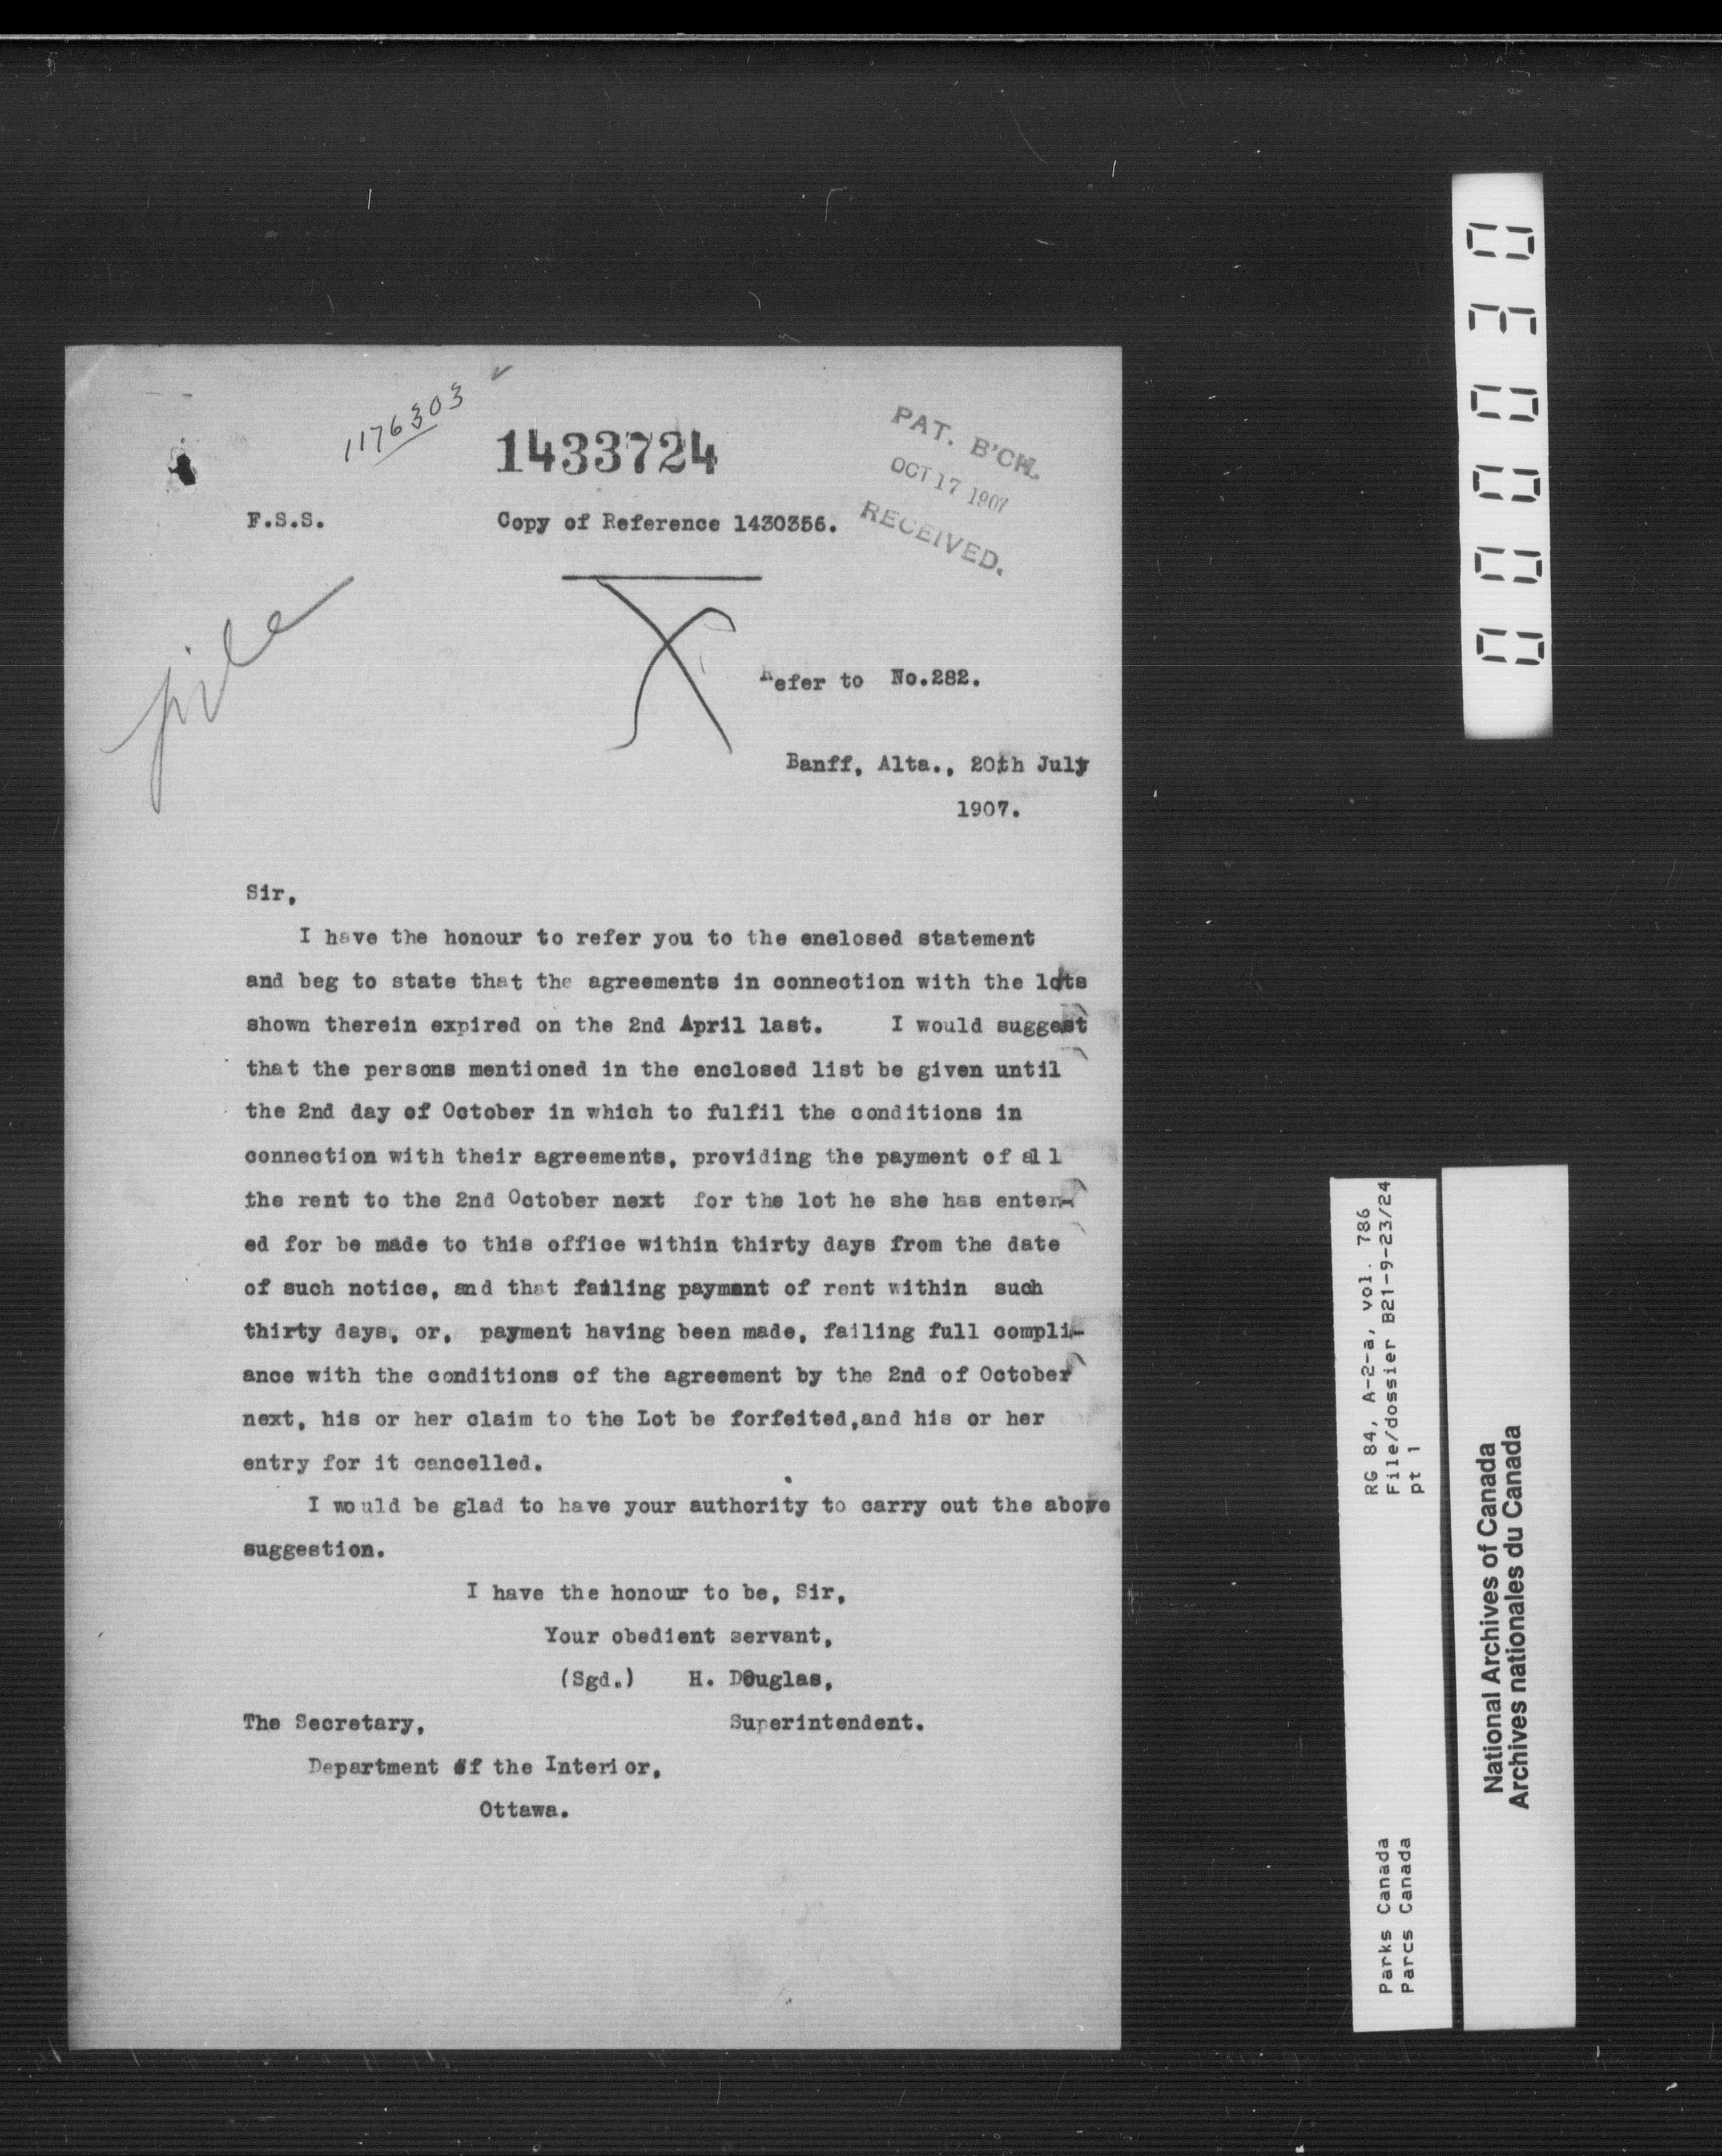 1176303
1433724
PAT. B'CH.
OCT 17 1907
RECEIVED.
F.S.S.
Copy of Reference 1430356.
file
Refer to No.282.
Banff, Alta., 20th July
1907.
Sir,
I have the honour to refer you to the enclosed statement
and beg to state that the agreements in connection with the lots
shown therein expired on the 2nd April last. I would suggest
that the persons mentioned in the enclosed list be given until
the 2nd day of October in which to fulfil the conditions in
connection with their agreements, providing the payment of all
the rent to the 2nd October next for the lot he she has enter-
ed for be made to this office within thirty days from the date
of such notice, and that failing payment of rent within such
thirty days, or, payment having been made, failing full compli-
ance with the conditions of the agreement by the 2nd of October
next, his or her claim to the Lot be forfeited,and his or her
entry for it cancelled.
I would be glad to have your authority to carry out the above
suggestion.
I have the honour to be, Sir,
Your obedient servant,
(Sgd.) H. Douglas,
The Secretary, Superintendent.
Department of the Interior,
Ottawa.
000030
RG 84, A-2-a, vol. 786
File/dossier B21-9-23/24
pt 1
Parks Canada
Parcs Canada
National Archives of Canada
Archives nationales du Canada